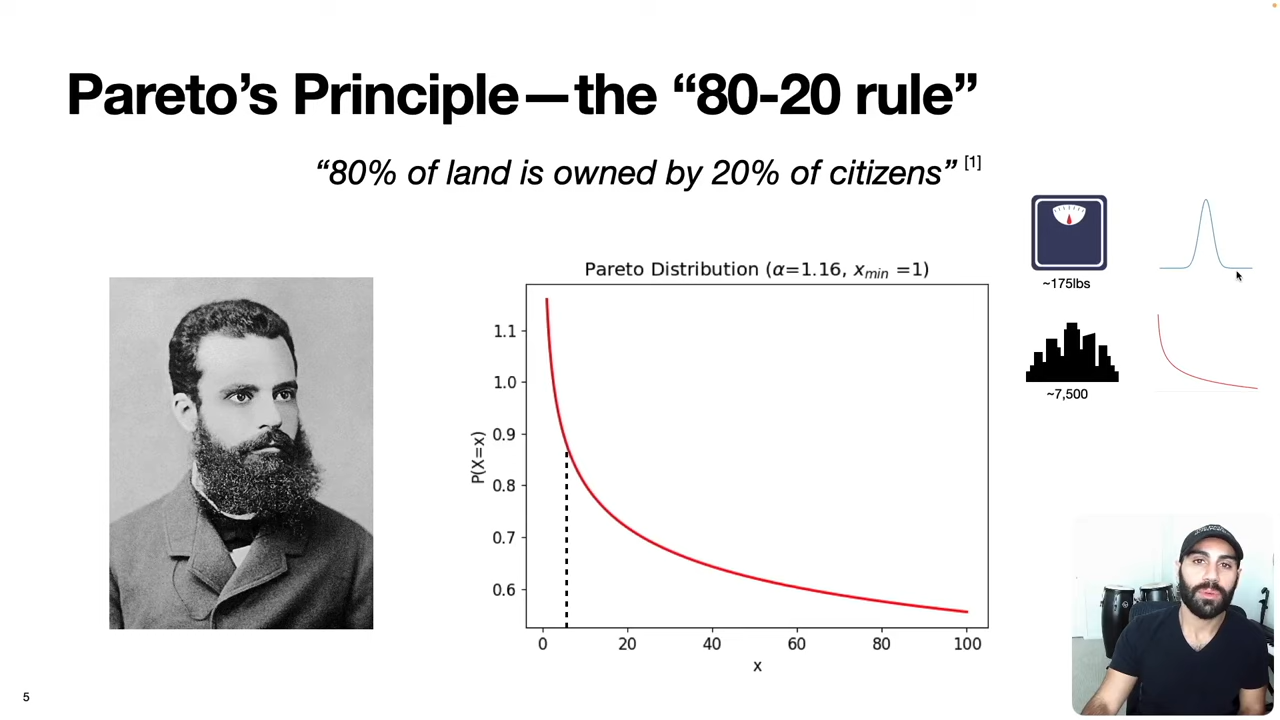 Pareto’s Principle—the “80-20 rule”
“80% of land is owned by 20% of citizens” [1]
~175lbs
~7,500
Pareto Distribution (α=1.16, xmin =1)
P(X=x)
1.1
1.0
0.9
0.8
0.7
0.6
0 20 40 60 80 100
x
5